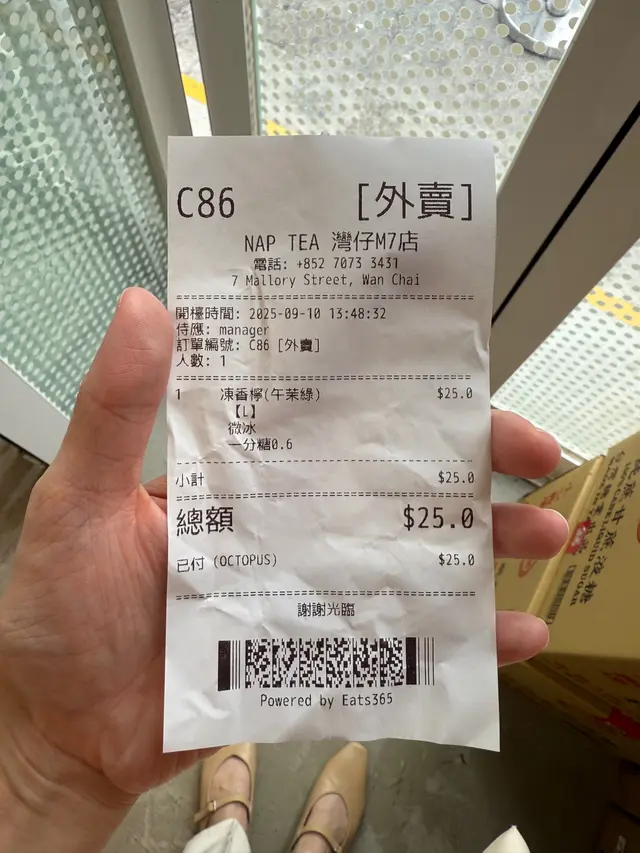 C86 [外賣]
NAP TEA 灣仔M7店
電話: +852 7073 3431
7 Mallory Street, Wan Chai
開檯時間: 2025-09-10 13:48:32
侍應: manager
訂單編號: C86 [外賣]
人數: 1
1 凍香檸(午茉綠) $25.0
【L】
微冰
一分糖0.6
小計 $25.0
總額 $25.0
已付 (OCTUPUS) $25.0
謝謝光臨
Powered by Eats365
SUGAR